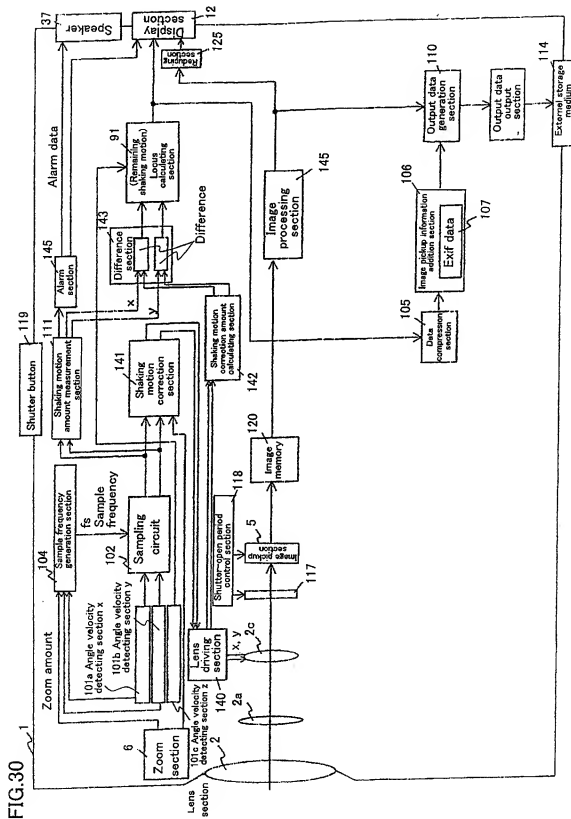 FIG.30
1
Shutter button
119
Speaker
37
Display
section
12
Reducing
section
125
Alarm data
Alarm
section
145
Shaking motion
amount measurement
section
111
x
y
Difference
section
143
Difference
(Remaining
shaking motion)
Locus
calculating
section
91
Sample frequency
generation section
104
fs
Sample
frequency
Zoom amount
101a Angle velocity
detecting section x
101b Angle velocity
detecting section y
101c Angle velocity
detecting section z
Sampling
circuit
102
Shaking
motion
correction
section
141
Shaking motion
correction amount
calculating section
142
Zoom
section
6
Lens
driving
section
140
x, y
Shutter-open period
control section
118
Lens
section
2
2a
2c
117
Image pickup
section
5
Image
memory
120
Image
processing
section
145
Data
compression
section
105
Image pickup information
addition section
106
Exif data
107
Output data
generation
section
110
Output data
output
section
External storage
medium
114